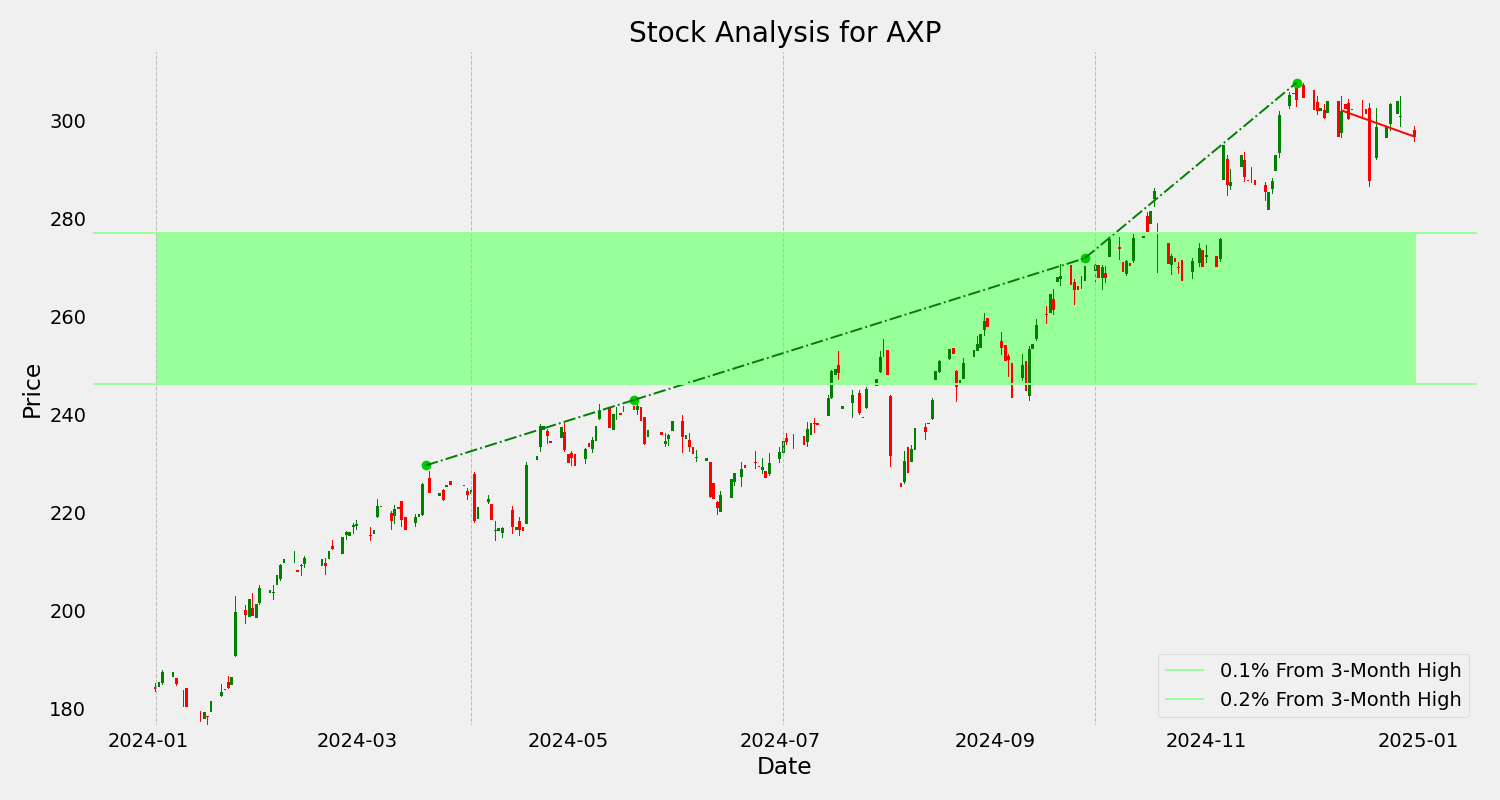 Stock Analysis for AXP
300
280
260
240
220
200
180
Price
0.1% From 3-Month High
0.2% From 3-Month High
2024-01 2024-03 2024-05 2024-07 2024-09 2024-11 2025-01
Date